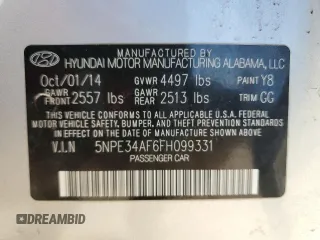 MANUFACTURED BY
HYUNDAI MOTOR MANUFACTURING ALABAMA, LLC
Oct/01/14 GVWR 4497 lbs PAINT Y8
GAWR FRONT 2557 lbs GAWR REAR 2513 lbs TRIM GG
THIS VEHICLE CONFORMS TO ALL APPLICABLE U.S.A. FEDERAL
MOTOR VEHICLE SAFETY, BUMPER, AND THEFT PREVENTION
STANDARDS IN EFFECT ON THE DATE OF MANUFACTURE SHOWN ABOVE.
V.I.N 5NPE34AF6FH099331
PASSENGER CAR
DREAMBID